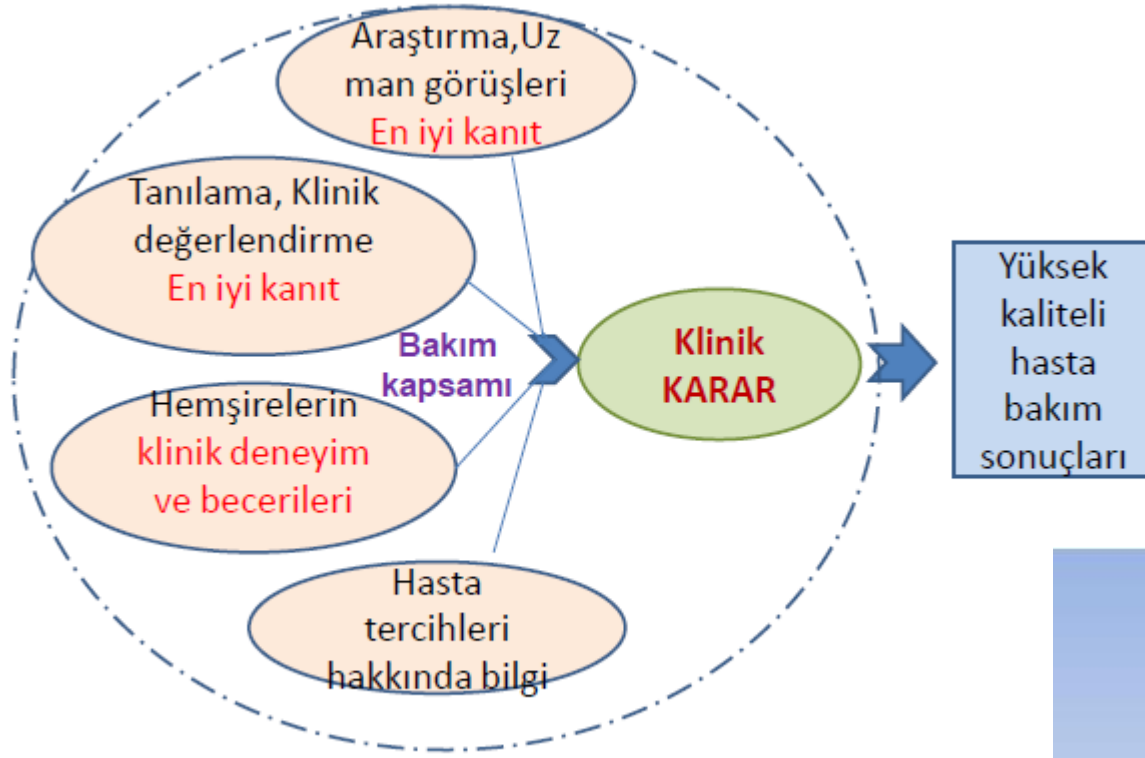 Araştırma,Uz
man görüşleri
En iyi kanıt
Tanılama, Klinik
değerlendirme
En iyi kanıt
Hemşirelerin
klinik deneyim
ve becerileri
Hasta
tercihleri
hakkında bilgi
Bakım
kapsamı
Klinik
KARAR
Yüksek
kaliteli
hasta
bakım
sonuçları